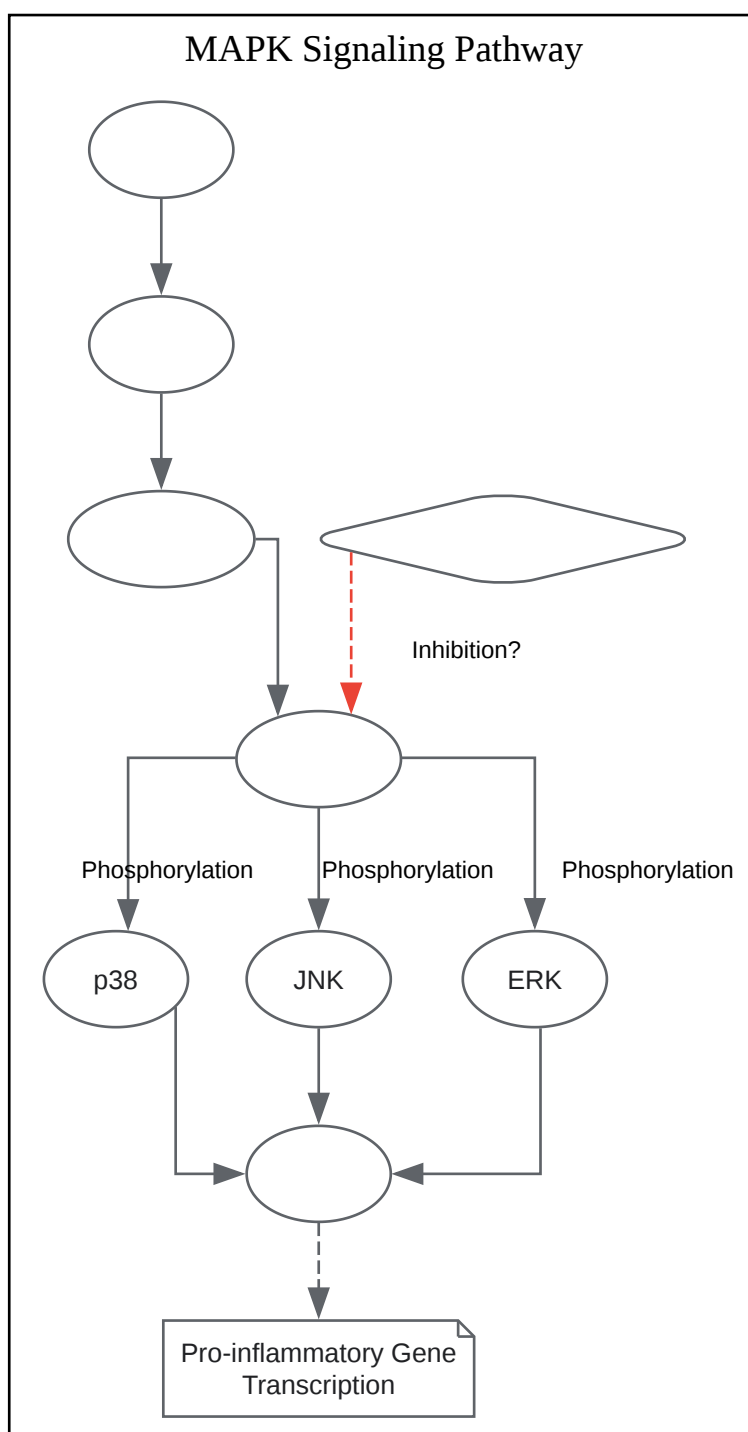 MAPK Signaling Pathway
Inhibition?
Phosphorylation
Phosphorylation
Phosphorylation
p38
JNK
ERK
Pro-inflammatory Gene
Transcription